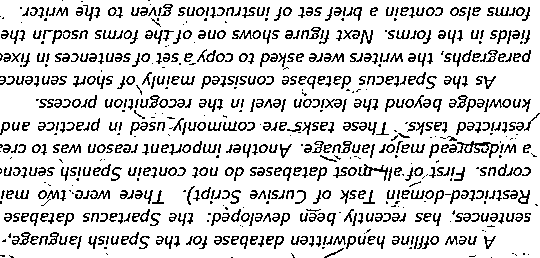 A new offline handwritten database for the Spanish language,
sentences, has recently been developed: the Spartacus database
Restricted-domain Task of Cursive Script). There were two mai
corpus. First of all, most databases do not contain Spanish sentenc
a widespread major language. Another important reason was to crea
restricted tasks. These tasks are commonly used in practice and
knowledge beyond the lexicon level in the recognition process.
As the Spartacus database consisted mainly of short sentence
paragraphs, the writers were asked to copy a set of sentences in fixed
fields in the forms. Next figure shows one of the forms used in the
forms also contain a brief set of instructions given to the writer.